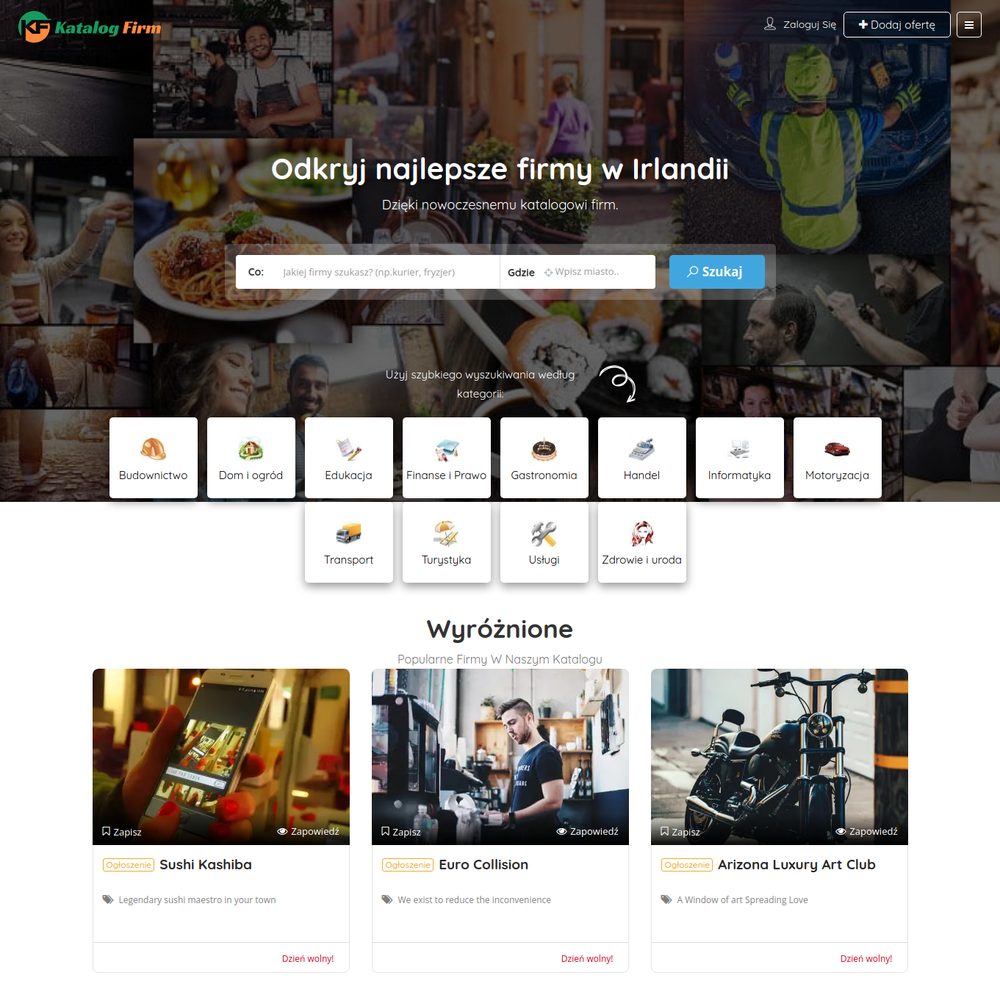 KF Katalog Firm
Zaloguj Się
Dodaj ofertę
Odkryj najlepsze firmy w Irlandii
Dzięki nowoczesnemu katalogowi firm.
Co: Jakiej firmy szukasz? (np.kurier, fryzjer) Gdzie Wpisz miasto.. Szukaj
Użyj szybkiego wyszukiwania według
kategorii:
Budownictwo Dom i ogród Edukacja Finanse i Prawo Gastronomia Handel Informatyka Motoryzacja
Transport Turystyka Usługi Zdrowie i uroda
Wyróżnione
Popularne Firmy W Naszym Katalogu
Zapisz Zapowiedź Zapisz Zapowiedź Zapisz Zapowiedź
Ogłoszenie Sushi Kashiba
Legendary sushi maestro in your town
Dzień wolny!
Ogłoszenie Euro Collision
We exist to reduce the inconvenience
Dzień wolny!
Ogłoszenie Arizona Luxury Art Club
A Window of art Spreading Love
Dzień wolny!